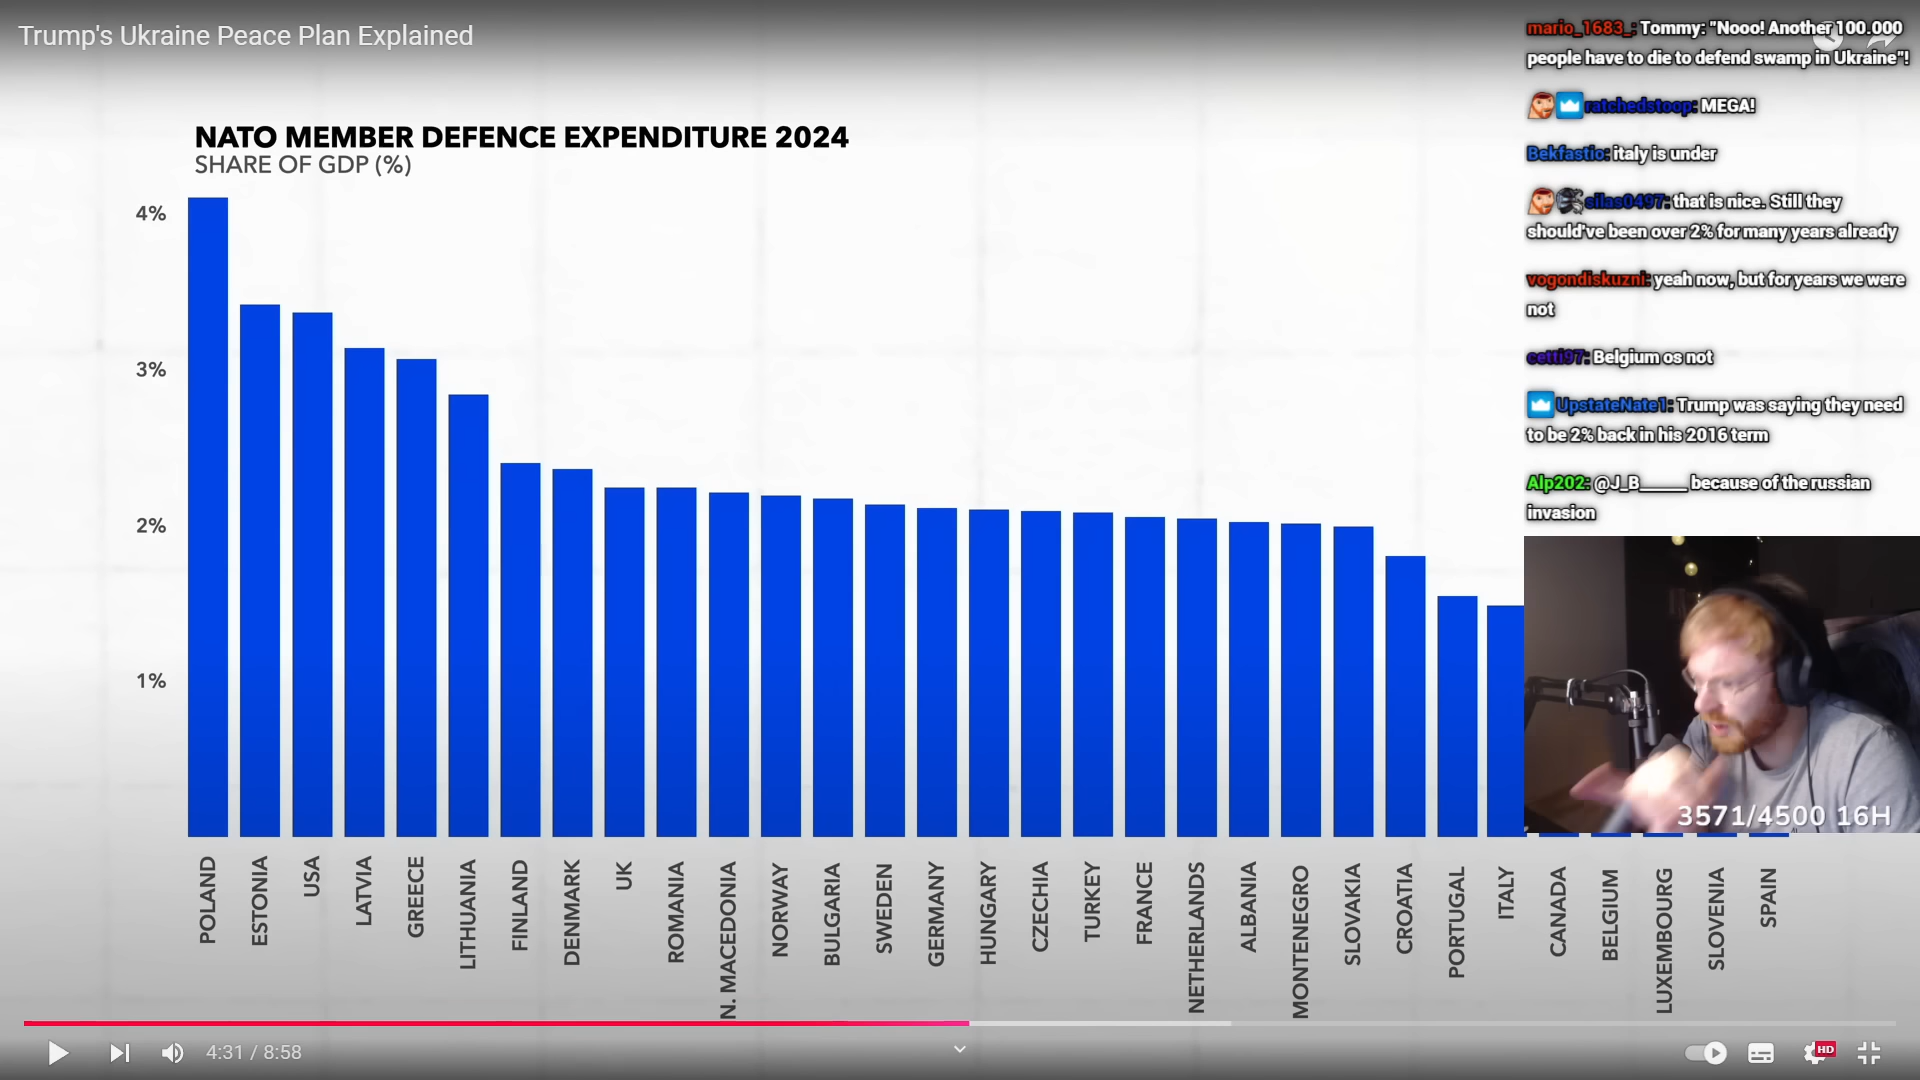 Trump's Ukraine Peace Plan Explained
NATO MEMBER DEFENCE EXPENDITURE 2024
SHARE OF GDP (%)
4%
3%
2%
1%
POLAND
ESTONIA
USA
LATVIA
GREECE
LITHUANIA
FINLAND
DENMARK
UK
ROMANIA
N. MACEDONIA
NORWAY
BULGARIA
SWEDEN
GERMANY
HUNGARY
CZECHIA
TURKEY
FRANCE
NETHERLANDS
ALBANIA
MONTENEGRO
SLOVAKIA
CROATIA
PORTUGAL
ITALY
CANADA
BELGIUM
LUXEMBOURG
SLOVENIA
SPAIN
mario_1683_: Tommy: "Nooo! Another 100.000
people have to die to defend swamp in Ukraine"!
ratchedstoop: MEGA!
Bekfastio: italy is under
silas0497: that is nice. Still they
should've been over 2% for many years already
vogondiskuzni: yeah now, but for years we were
not
cetti97: Belgium os not
UpstateNate1: Trump was saying they need
to be 2% back in his 2016 term
Alp202: @J_B_____ because of the russian
invasion
3571/4500 16H
4:31 / 8:58
HD